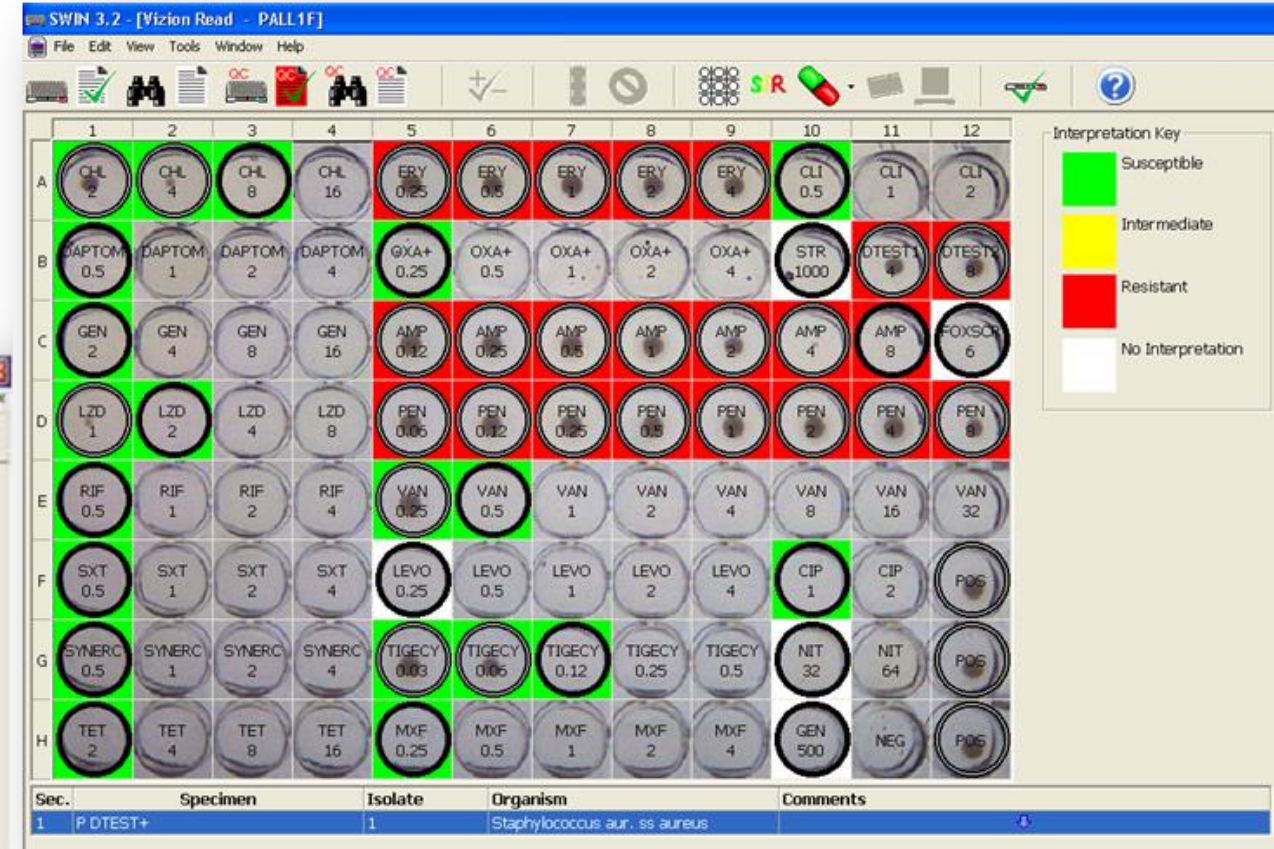 SWIN 3.2 - [Vizion Read - PALL1F]
File Edit View Tools Window Help
QC QC QC QC
S R
1 2 3 4 5 6 7 8 9 10 11 12
Interpretation Key
Susceptible
Intermediate
Resistant
No Interpretation
A CHL 2 CHL 4 CHL 8 CHL 16 ERY 0.25 ERY 0.5 ERY 1 ERY 2 ERY 4 CLI 0.5 CLI 1 CLI 2
B DAPTOM 0.5 DAPTOM 1 DAPTOM 2 DAPTOM 4 OXA+ 0.25 OXA+ 0.5 OXA+ 1 OXA+ 2 OXA+ 4 STR 1000 DTEST1 4 DTEST2 8
C GEN 2 GEN 4 GEN 8 GEN 16 AMP 0.12 AMP 0.25 AMP 0.5 AMP 1 AMP 2 AMP 4 AMP 8 FOXSCR 6
D LZD 1 LZD 2 LZD 4 LZD 8 PEN 0.06 PEN 0.12 PEN 0.25 PEN 0.5 PEN 1 PEN 2 PEN 4 PEN 8
E RIF 0.5 RIF 1 RIF 2 RIF 4 VAN 0.25 VAN 0.5 VAN 1 VAN 2 VAN 4 VAN 8 VAN 16 VAN 32
F SXT 0.5 SXT 1 SXT 2 SXT 4 LEVO 0.25 LEVO 0.5 LEVO 1 LEVO 2 LEVO 4 CIP 1 CIP 2 POS
G SYNERC 0.5 SYNERC 1 SYNERC 2 SYNERC 4 TIGECY 0.03 TIGECY 0.06 TIGECY 0.12 TIGECY 0.25 TIGECY 0.5 NIT 32 NIT 64 POS
H TET 2 TET 4 TET 8 TET 16 MXF 0.25 MXF 0.5 MXF 1 MXF 2 MXF 4 GEN 500 NEG POS
Sec. Specimen Isolate Organism Comments
1 P DTEST+ 1 Staphylococcus aur. ss aureus